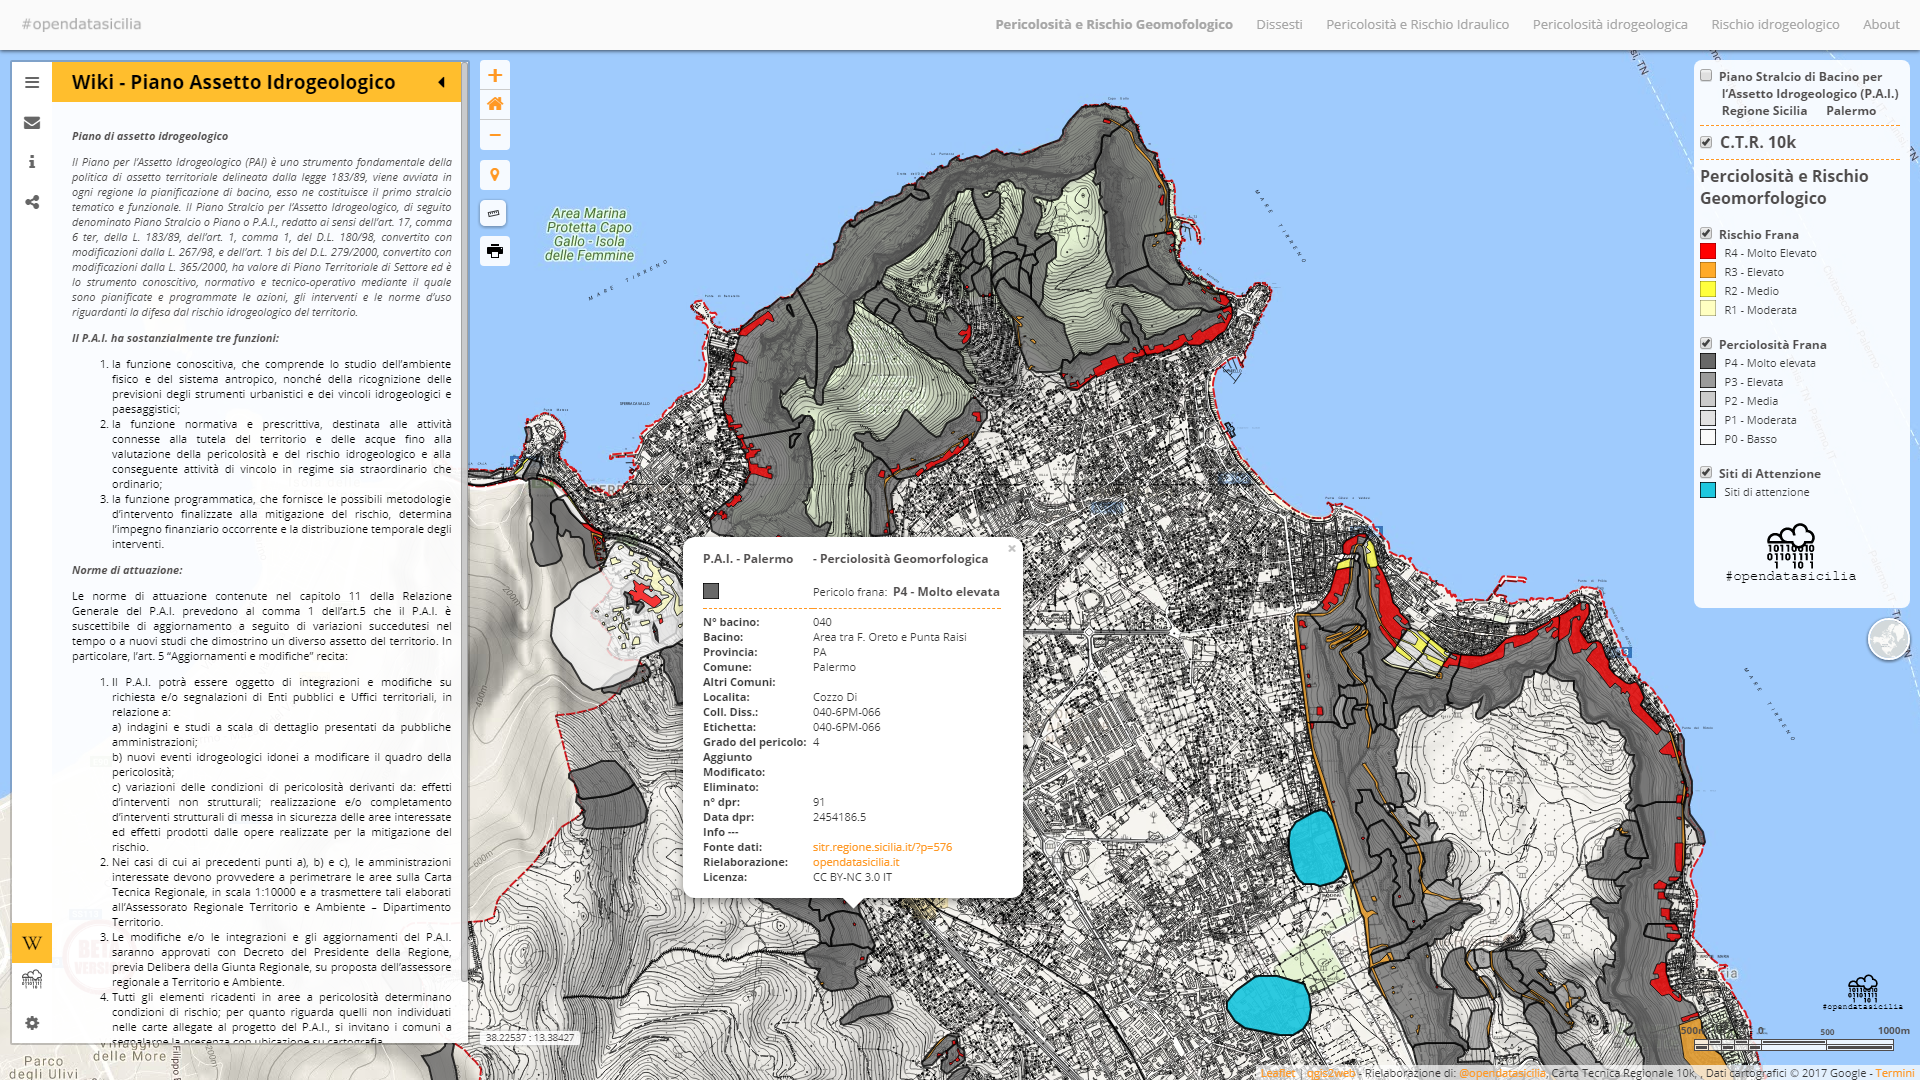 #opendatasicilia
Pericolosità e Rischio Geomofologico
Dissesti
Pericolosità e Rischio Idraulico
Pericolosità idrogeologica
Rischio idrogeologico
About
Wiki - Piano Assetto Idrogeologico
Piano di assetto idrogeologico
Il Piano per l'Assetto Idrogeologico (PAI) è uno strumento fondamentale della
politica di assetto territoriale delineata dalla legge 183/89, viene avviata in
ogni regione la pianificazione di bacino, esso ne costituisce il primo stralcio
tematico e funzionale. Il Piano Stralcio per l'Assetto Idrogeologico, di seguito
denominato Piano Stralcio o Piano o P.A.I., redatto ai sensi dell'art. 17, comma
6 ter, della L. 183/89, dell'art. 1, comma 1, del D.L. 180/98, convertito con
modificazioni dalla L. 267/98, e dell'art. 1 bis del D.L. 279/2000, convertito con
modificazioni dalla L. 365/2000, ha valore di Piano Territoriale di Settore ed è
lo strumento conoscitivo, normativo e tecnico-operativo mediante il quale
sono pianificate e programmate le azioni, gli interventi e le norme d'uso
riguardanti la difesa dal rischio idrogeologico del territorio.
Il P.A.I. ha sostanzialmente tre funzioni:
1. la funzione conoscitiva, che comprende lo studio dell'ambiente
fisico e del sistema antropico, nonché della ricognizione delle
previsioni degli strumenti urbanistici e dei vincoli idrogeologici e
paesaggistici;
2. la funzione normativa e prescrittiva, destinata alle attività
connesse alla tutela del territorio e delle acque fino alla
valutazione della pericolosità e del rischio idrogeologico e alla
conseguente attività di vincolo in regime sia straordinario che
ordinario;
3. la funzione programmatica, che fornisce le possibili metodologie
d'intervento finalizzate alla mitigazione del rischio, determina
l'impegno finanziario occorrente e la distribuzione temporale degli
interventi.
Norme di attuazione:
Le norme di attuazione contenute nel capitolo 11 della Relazione
Generale del P.A.I. prevedono al comma 1 dell'art.5 che il P.A.I. è
suscettibile di aggiornamento a seguito di variazioni succedutesi nel
tempo o a nuovi studi che dimostrino un diverso assetto del territorio. In
particolare, l'art. 5 "Aggiornamenti e modifiche" recita:
1. Il P.A.I. potrà essere oggetto di integrazioni e modifiche su
richiesta e/o segnalazioni di Enti pubblici e Uffici territoriali, in
relazione a:
a) indagini e studi a scala di dettaglio presentati da pubbliche
amministrazioni;
b) nuovi eventi idrogeologici idonei a modificare il quadro della
pericolosità;
c) variazioni delle condizioni di pericolosità derivanti da: effetti
d'interventi non strutturali; realizzazione e/o completamento
d'interventi strutturali di messa in sicurezza delle aree interessate
ed effetti prodotti dalle opere realizzate per la mitigazione del
rischio.
2. Nei casi di cui ai precedenti punti a), b) e c), le amministrazioni
interessate devono provvedere a perimetrare le aree sulla Carta
Tecnica Regionale, in scala 1:10000 e a trasmettere tali elaborati
all'Assessorato Regionale Territorio e Ambiente – Dipartimento
Territorio.
3. Le modifiche e/o le integrazioni e gli aggiornamenti del P.A.I.
saranno approvati con Decreto del Presidente della Regione,
previa Delibera della Giunta Regionale, su proposta dell'assessore
regionale a Territorio e Ambiente.
4. Tutti gli elementi ricadenti in aree a pericolosità determinano
condizioni di rischio; per quanto riguarda quelli non individuati
nelle carte allegate al progetto del P.A.I., si invitano i comuni a
segnalarne la presenza con ubicazione su cartografia.
W
Villaggio
delle More
Parco
degli Ulivi
Area Marina
Protetta Capo
Gallo - Isola
delle Femmine
MARE TIRRENO
MARE TIRRENO
MARE TIRRENO
P.A.I. - Palermo - Perciolosità Geomorfologica
Pericolo frana: P4 - Molto elevata
N° bacino: 040
Bacino: Area tra F. Oreto e Punta Raisi
Provincia: PA
Comune: Palermo
Altri Comuni:
Localita: Cozzo Di
Coll. Diss.: 040-6PM-066
Etichetta: 040-6PM-066
Grado del pericolo: 4
Aggiunto
Modificato:
Eliminato:
n° dpr: 91
Data dpr: 2454186.5
Info ---
Fonte dati: sitr.regione.sicilia.it/?p=576
Rielaborazione: opendatasicilia.it
Licenza: CC BY-NC 3.0 IT
Piano Stralcio di Bacino per
l'Assetto Idrogeologico (P.A.I.)
Regione Sicilia Palermo
C.T.R. 10k
Perciolosità e Rischio
Geomorfologico
Rischio Frana
R4 - Molto Elevato
R3 - Elevato
R2 - Medio
R1 - Moderata
Perciolosità Frana
P4 - Molto elevata
P3 - Elevata
P2 - Media
P1 - Moderata
P0 - Basso
Siti di Attenzione
Siti di attenzione
#opendatasicilia
#opendatasicilia
500m 0 500 1000m
38.22537 : 13.38427
Leaflet | qgis2web - Rielaborazione di: @opendatasicilia, Carta Tecnica Regionale 10k, , Dati cartografici © 2017 Google - Termini